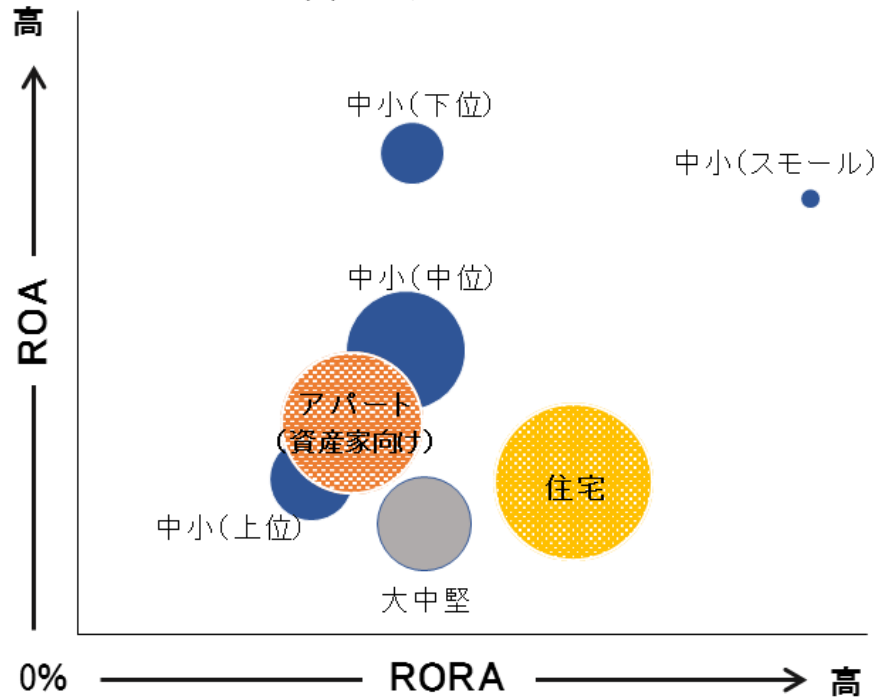 高
中小(下位)
中小(スモール)
中小(中位)
ROA
アパート
(資産家向け)
住宅
中小(上位)
大中堅
0%
RORA
高